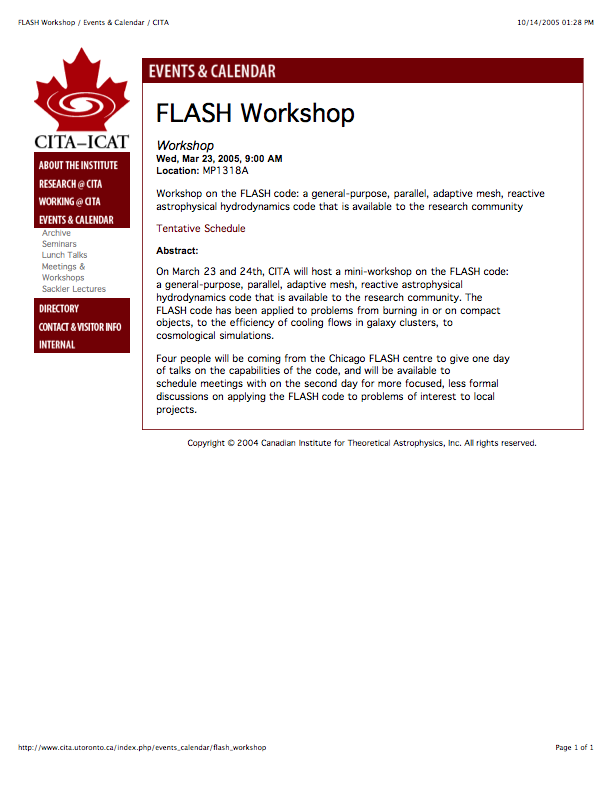 FLASH Workshop / Events & Calendar / CITA
10/14/2005 01:28 PM
CITA–ICAT
ABOUT THE INSTITUTE
RESEARCH @ CITA
WORKING @ CITA
EVENTS & CALENDAR
Archive
Seminars
Lunch Talks
Meetings &
Workshops
Sackler Lectures
DIRECTORY
CONTACT & VISITOR INFO
INTERNAL
EVENTS & CALENDAR
FLASH Workshop
Workshop
Wed, Mar 23, 2005, 9:00 AM
Location: MP1318A
Workshop on the FLASH code: a general-purpose, parallel, adaptive mesh, reactive
astrophysical hydrodynamics code that is available to the research community
Tentative Schedule
Abstract:
On March 23 and 24th, CITA will host a mini-workshop on the FLASH code:
a general-purpose, parallel, adaptive mesh, reactive astrophysical
hydrodynamics code that is available to the research community. The
FLASH code has been applied to problems from burning in or on compact
objects, to the efficiency of cooling flows in galaxy clusters, to
cosmological simulations.
Four people will be coming from the Chicago FLASH centre to give one day
of talks on the capabilities of the code, and will be available to
schedule meetings with on the second day for more focused, less formal
discussions on applying the FLASH code to problems of interest to local
projects.
Copyright © 2004 Canadian Institute for Theoretical Astrophysics, Inc. All rights reserved.
http://www.cita.utoronto.ca/index.php/events_calendar/flash_workshop
Page 1 of 1